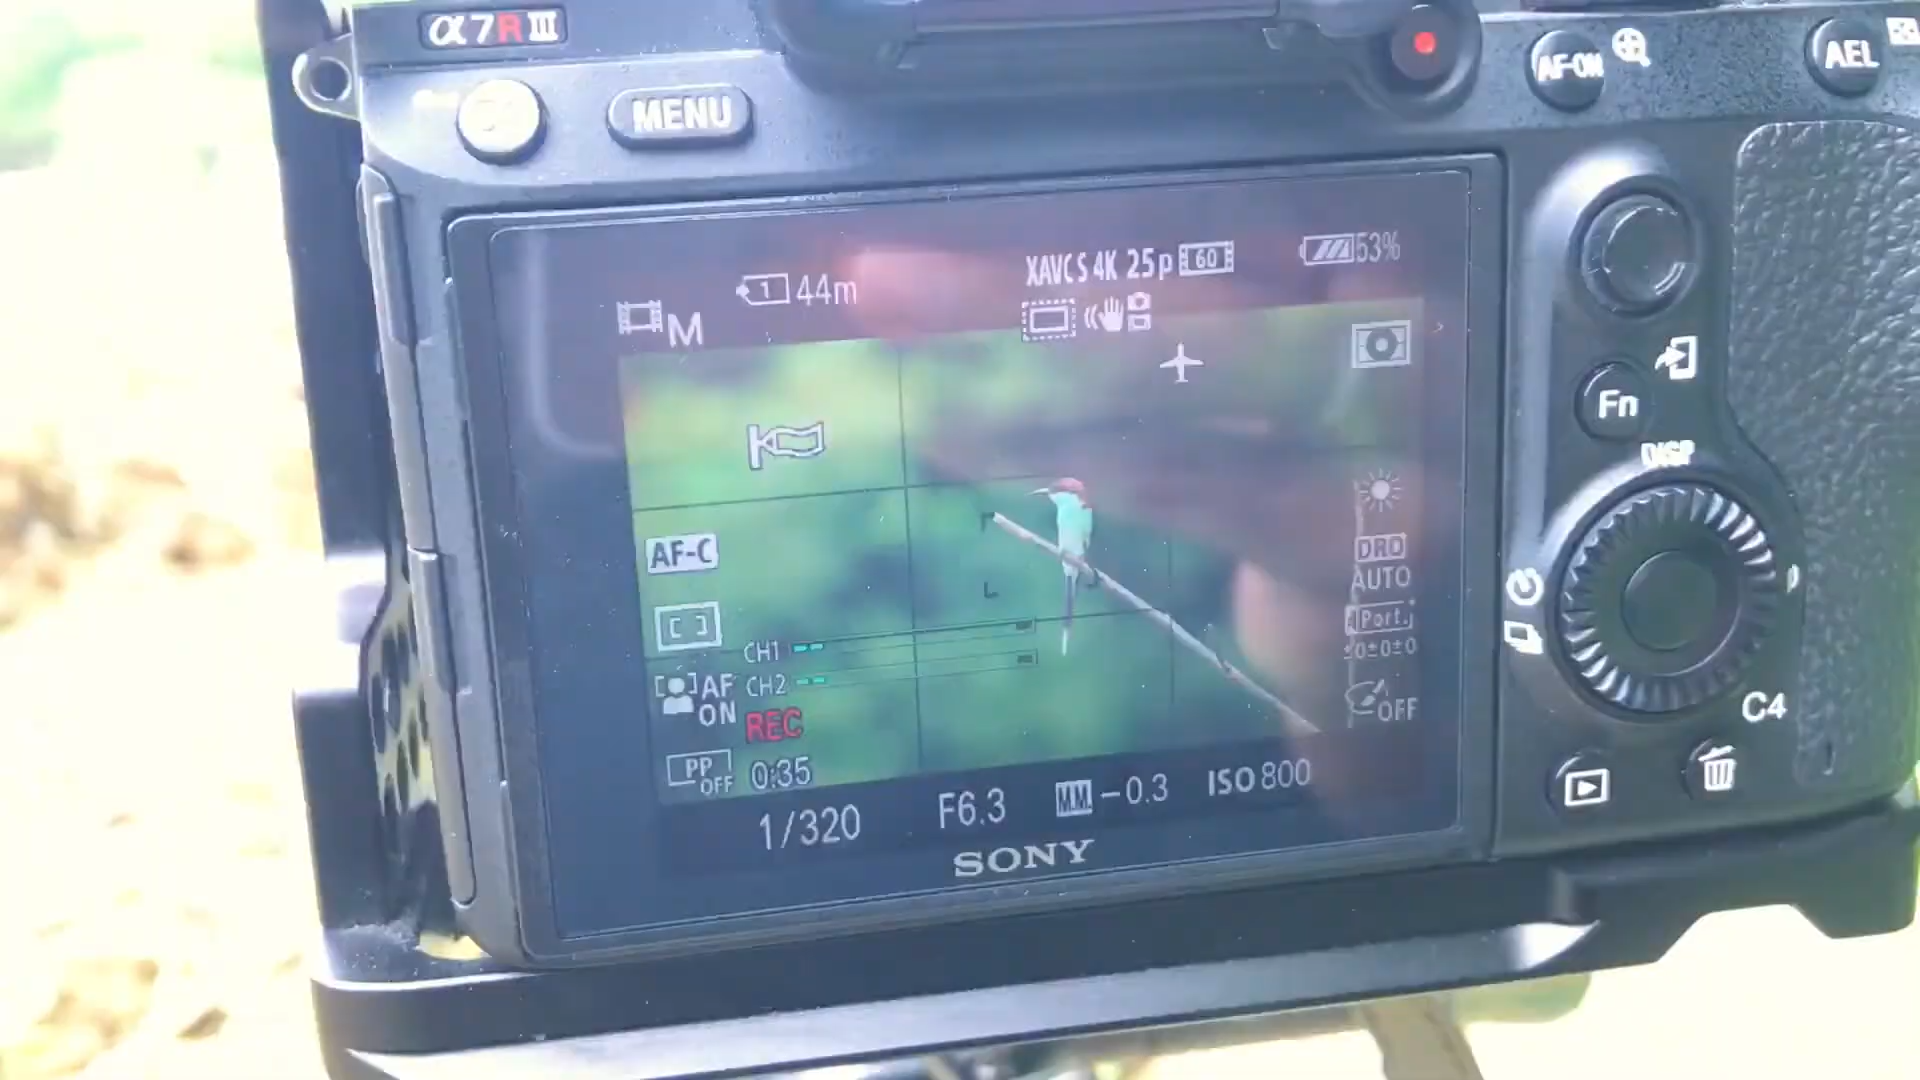 α7RIII
C3
MENU
AF-ON
AEL
1 44m
XAVC S 4K 25p 60
53%
M
Fn
DISP
AF-C
DRO
AUTO
CH1
Port.
±0±0±0
AF CH2
ON REC
OFF
C4
PP OFF 0:35
1/320 F6.3 M.M. -0.3 ISO 800
SONY